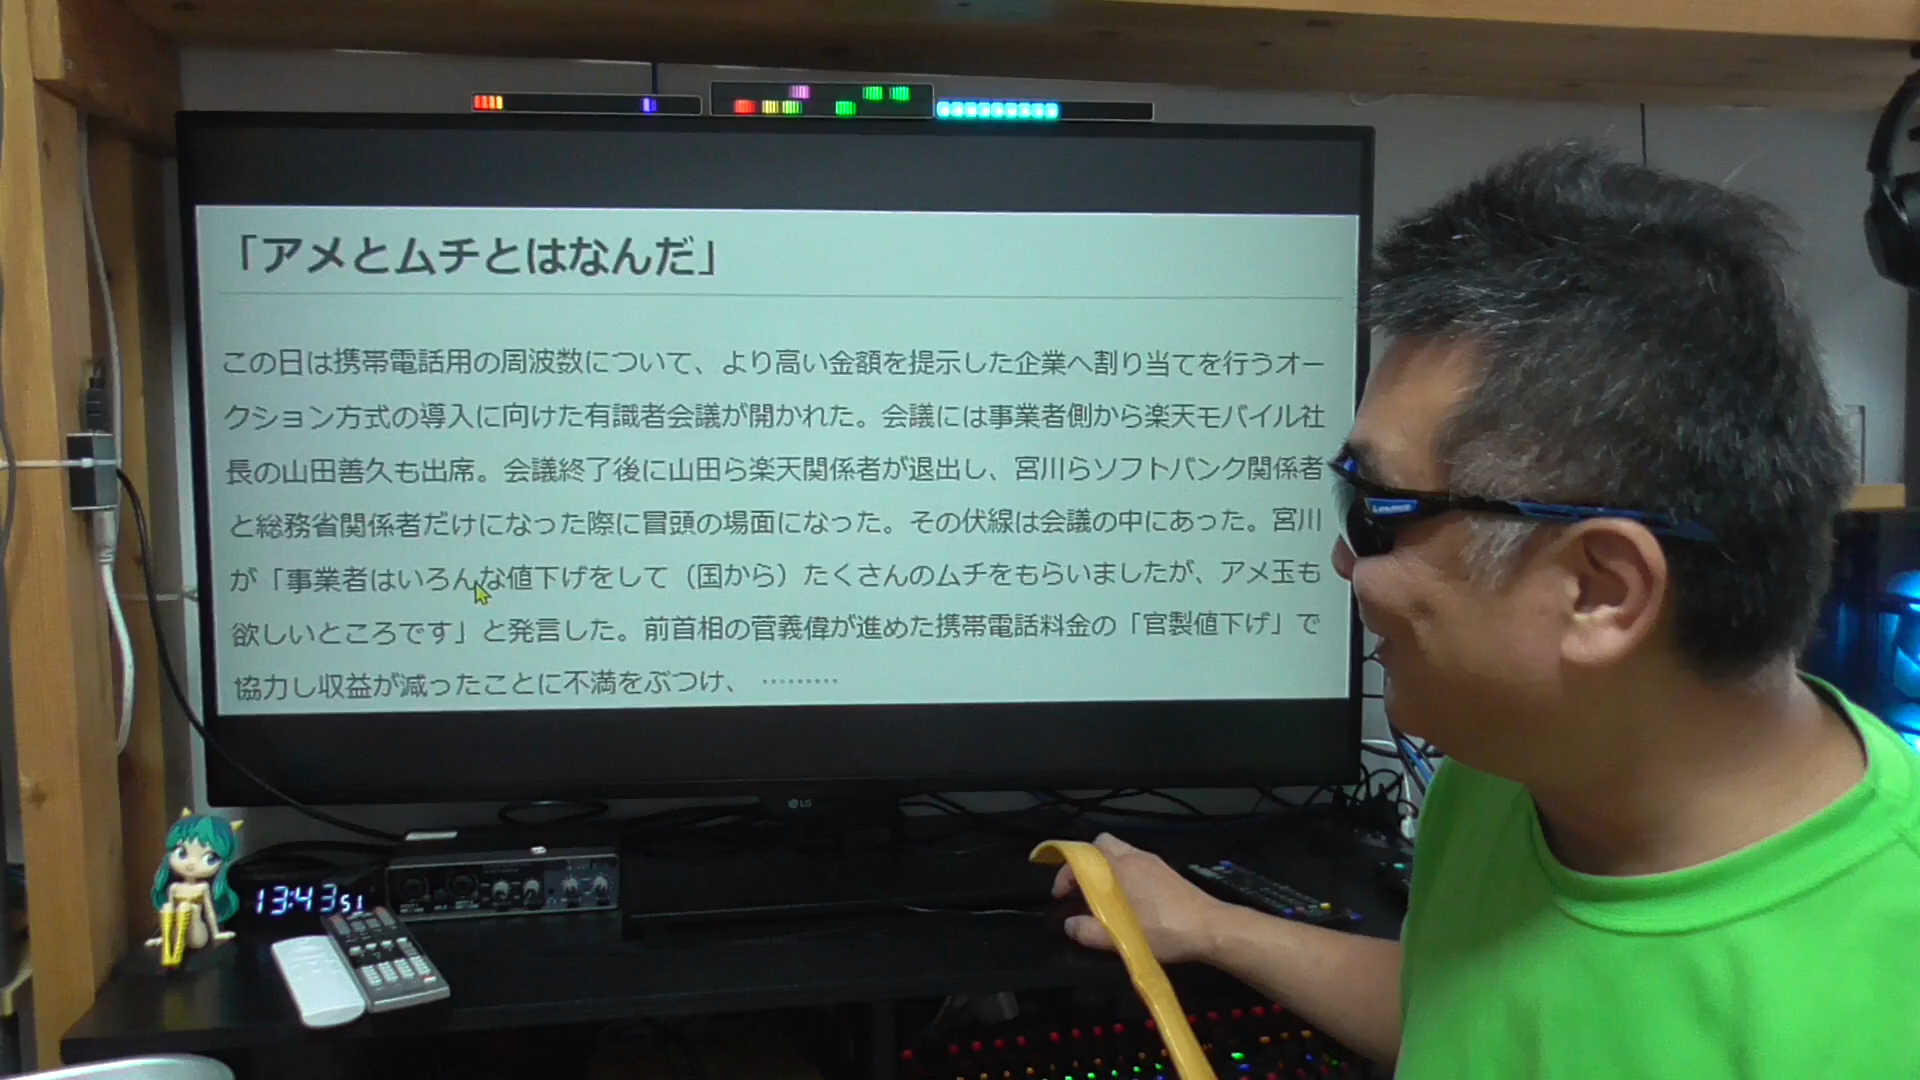 「アメとムチとはなんだ」
この日は携帯電話用の周波数について、より高い金額を提示した企業へ割り当てを行うオー
クション方式の導入に向けた有識者会議が開かれた。会議には事業者側から楽天モバイル社
長の山田善久も出席。会議終了後に山田ら楽天関係者が退出し、宮川らソフトバンク関係者
と総務省関係者だけになった際に冒頭の場面になった。その伏線は会議の中にあった。宮川
が「事業者はいろんな値下げをして（国から）たくさんのムチをもらいましたが、アメ玉も
欲しいところです」と発言した。前首相の菅義偉が進めた携帯電話料金の「官製値下げ」で
協力し収益が減ったことに不満をぶつけ、 ………
LG
13:43 51